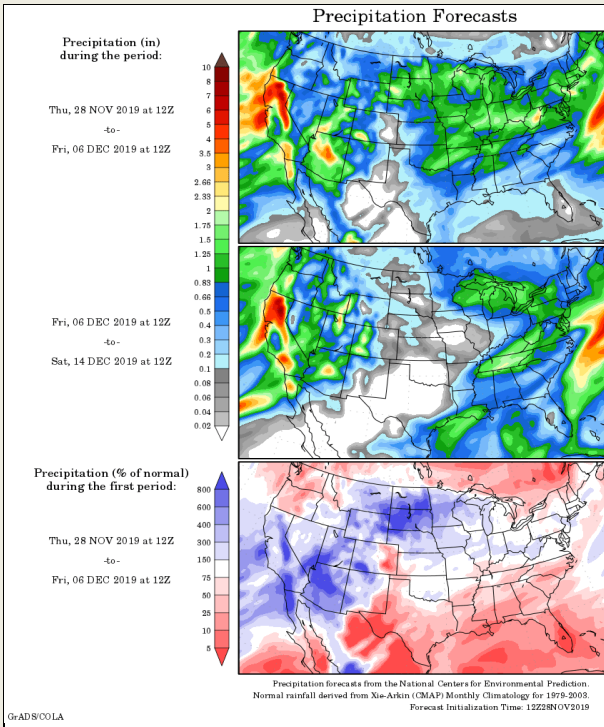 Precipitation Forecasts
Precipitation (in)
during the period:
Thu, 28 NOV 2019 at 12Z
-to-
Fri, 06 DEC 2019 at 12Z
10
8
7
6
5
4
3.5
3
2.66
2.33
2
1.75
1.5
1.25
1
0.83
0.66
0.5
0.4
0.3
0.2
0.1
0.08
0.06
0.04
0.02
Fri, 06 DEC 2019 at 12Z
-to-
Sat, 14 DEC 2019 at 12Z
Precipitation (% of normal)
during the first period:
Thu, 28 NOV 2019 at 12Z
-to-
Fri, 06 DEC 2019 at 12Z
800
600
400
300
150
75
50
25
10
5
Precipitation forecasts from the National Centers for Environmental Prediction.
Normal rainfall derived from Xie-Arkin (CMAP) Monthly Climatology for 1979-2003.
Forecast Initialization Time: 12Z28NOV2019
GrADS/COLA